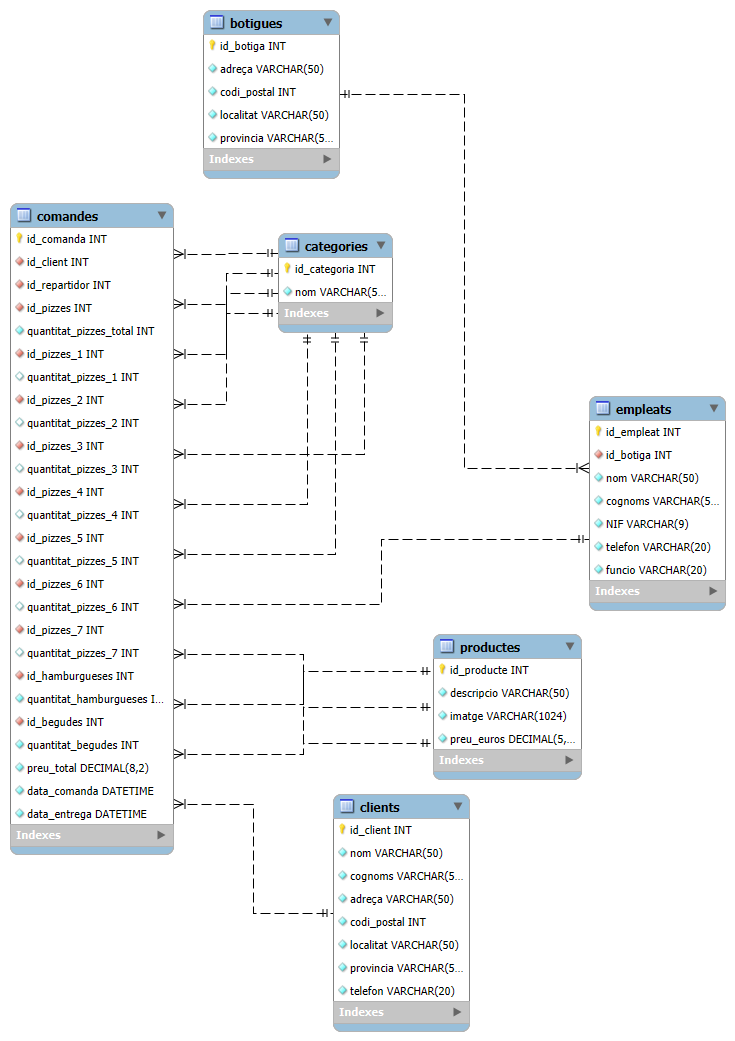 botigues
id_botiga INT
adreça VARCHAR(50)
codi_postal INT
localitat VARCHAR(50)
provincia VARCHAR(5...
Indexes
comandes
id_comanda INT
id_client INT
id_repartidor INT
id_pizzes INT
quantitat_pizzes_total INT
id_pizzes_1 INT
quantitat_pizzes_1 INT
id_pizzes_2 INT
quantitat_pizzes_2 INT
id_pizzes_3 INT
quantitat_pizzes_3 INT
id_pizzes_4 INT
quantitat_pizzes_4 INT
id_pizzes_5 INT
quantitat_pizzes_5 INT
id_pizzes_6 INT
quantitat_pizzes_6 INT
id_pizzes_7 INT
quantitat_pizzes_7 INT
id_hamburgueses INT
quantitat_hamburgueses I...
id_begudes INT
quantitat_begudes INT
preu_total DECIMAL(8,2)
data_comanda DATETIME
data_entrega DATETIME
Indexes
categories
id_categoria INT
nom VARCHAR(5...
Indexes
empleats
id_empleat INT
id_botiga INT
nom VARCHAR(50)
cognoms VARCHAR(5...
NIF VARCHAR(9)
telefon VARCHAR(20)
funcio VARCHAR(20)
Indexes
productes
id_producte INT
descripcio VARCHAR(50)
imatge VARCHAR(1024)
preu_euros DECIMAL(5,...
Indexes
clients
id_client INT
nom VARCHAR(50)
cognoms VARCHAR(5...
adreça VARCHAR(50)
codi_postal INT
localitat VARCHAR(50)
provincia VARCHAR(5...
telefon VARCHAR(20)
Indexes